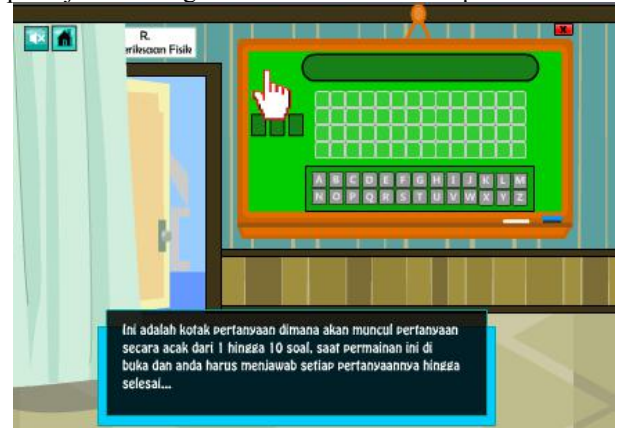 R.
eriksaan Fisik
X
A B C D E F G H I J K L M
N O P Q R S T U V W X Y Z
Ini adalah kotak pertanyaan dimana akan muncul pertanyaan
secara acak dari 1 hingga 10 soal, saat permainan ini di
buka dan anda harus menjawab setiap pertanyaannya hingga
selesai...